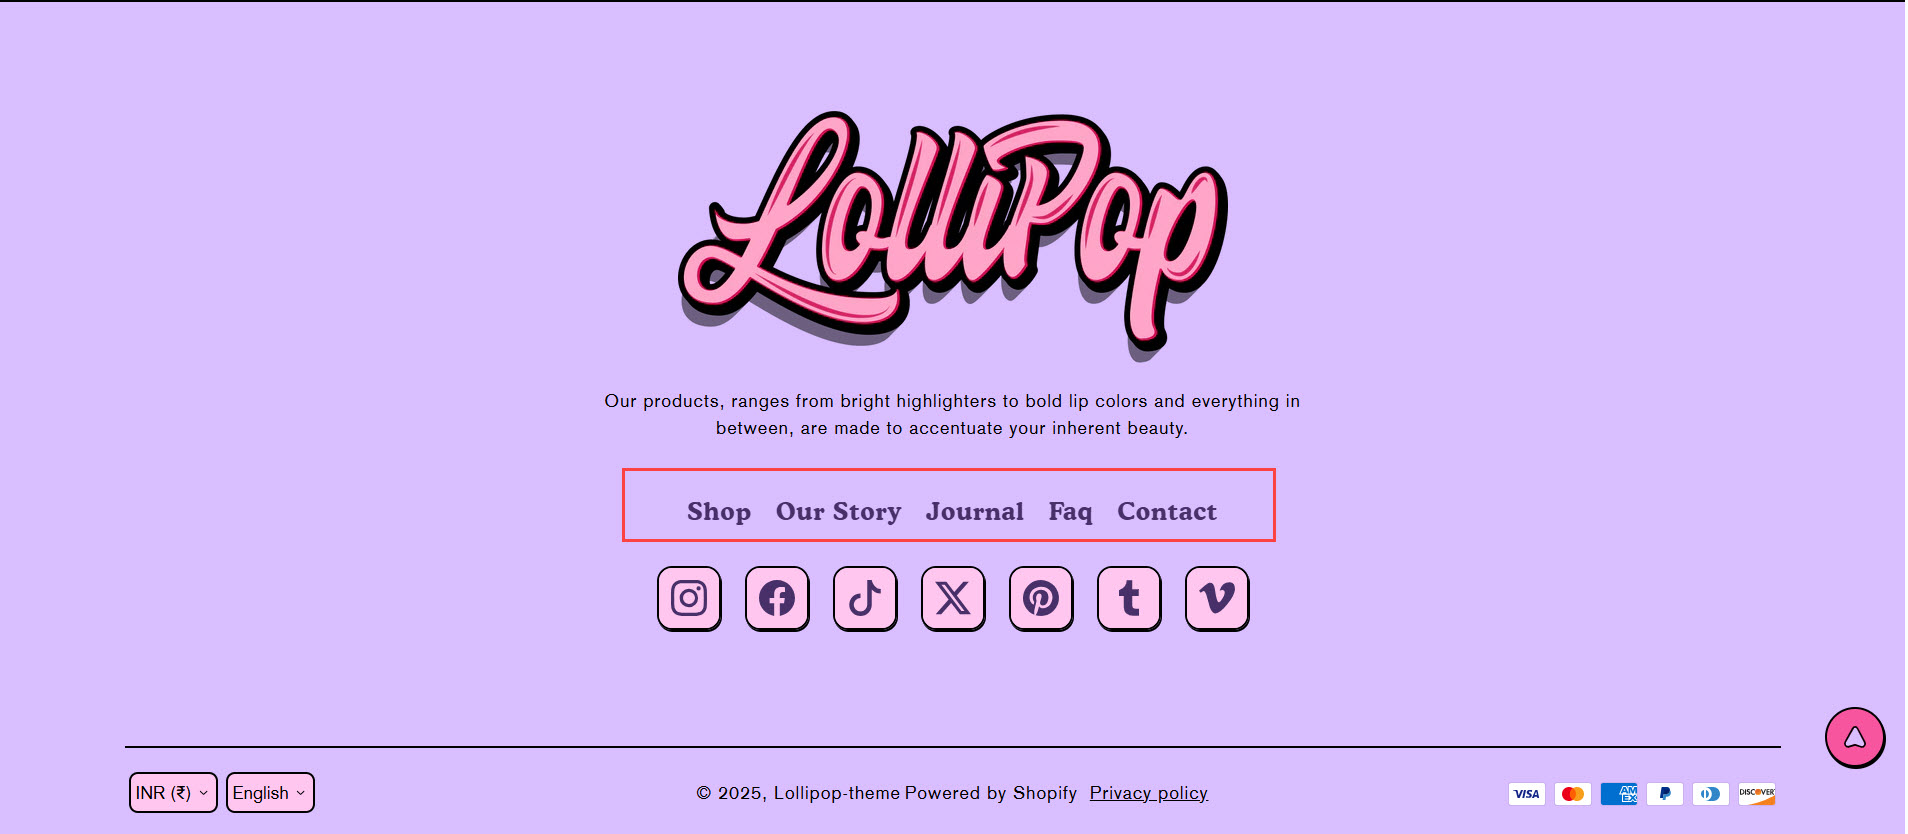 LolliPop
Our products, ranges from bright highlighters to bold lip colors and everything in
between, are made to accentuate your inherent beauty.
Shop Our Story Journal Faq Contact
INR (₹) English © 2025, Lollipop-theme Powered by Shopify Privacy policy VISA AM EX DISCOVER